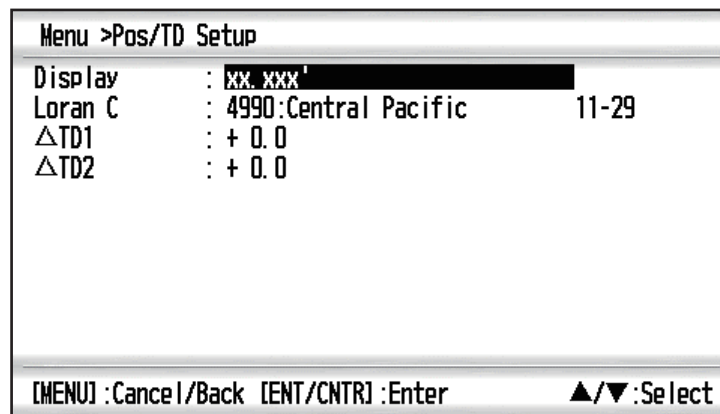 Menu >Pos/TD Setup
Display : xx.xxx'
Loran C : 4990:Central Pacific 11-29
△TD1 : + 0.0
△TD2 : + 0.0
[MENU]:Cancel/Back [ENT/CNTR]:Enter ▲/▼:Select